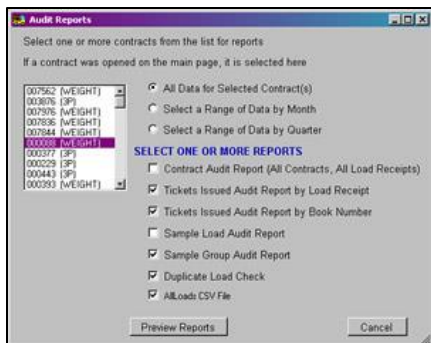 Audit Reports
Select one or more contracts from the list for reports
If a contract was opened on the main page, it is selected here
007562 (WEIGHT)
003876 (3P)
007976 (WEIGHT)
007836 (WEIGHT)
007844 (WEIGHT)
000088 (WEIGHT)
000377 (3P)
000229 (3P)
000443 (3P)
000393 (WEIGHT)
All Data for Selected Contract(s)
Select a Range of Data by Month
Select a Range of Data by Quarter
SELECT ONE OR MORE REPORTS
Contract Audit Report (All Contracts, All Load Receipts)
Tickets Issued Audit Report by Load Receipt
Tickets Issued Audit Report by Book Number
Sample Load Audit Report
Sample Group Audit Report
Duplicate Load Check
AllLoads CSV File
Preview Reports
Cancel